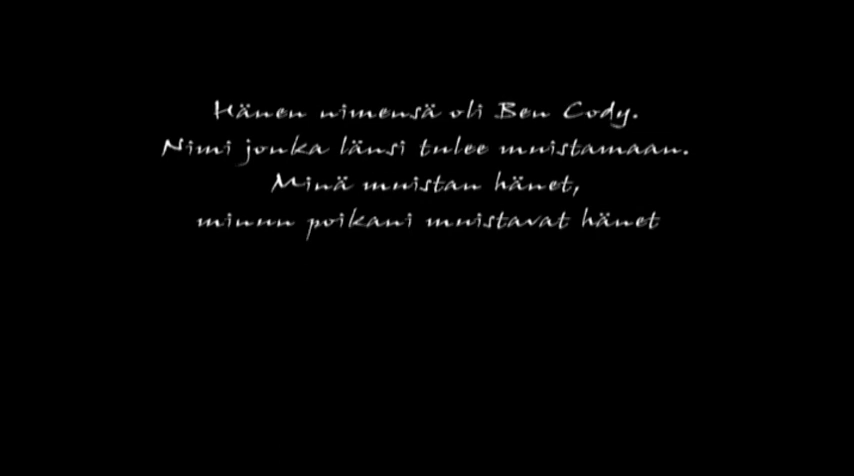 Hänen nimensä oli Ben Cody.
Nimi jonka länsi tulee muistamaan.
Minä muistan hänet,
minun poikani muistavat hänet